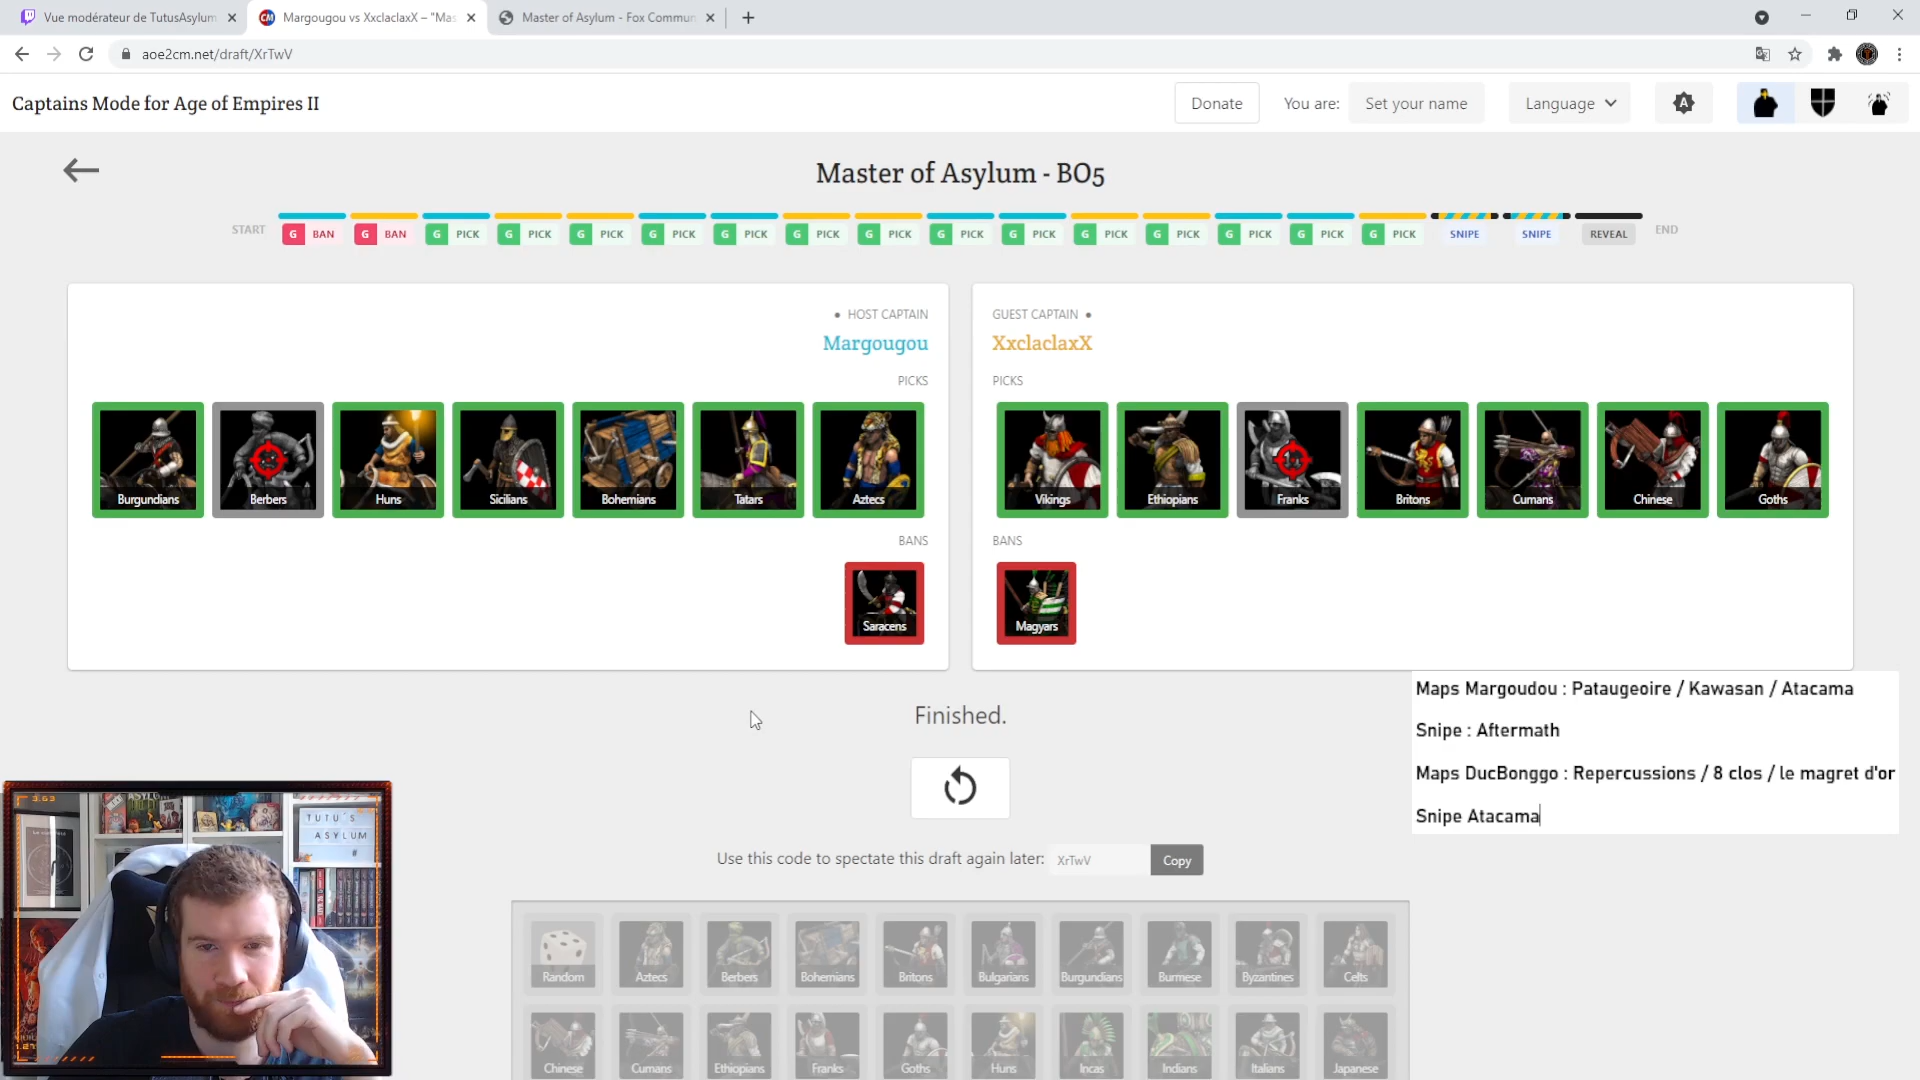 Vue modérateur de TutusAsylum
Margougou vs XxclaclaxX – "Mas
Master of Asylum - Fox Commun
aoe2cm.net/draft/XrTwV
Captains Mode for Age of Empires II
Donate
You are:
Set your name
Language
Master of Asylum - BO5
START
G BAN
G BAN
G PICK
G PICK
G PICK
G PICK
G PICK
G PICK
G PICK
G PICK
G PICK
G PICK
G PICK
G PICK
G PICK
G PICK
SNIPE
SNIPE
REVEAL
END
HOST CAPTAIN
Margougou
PICKS
Burgundians
Berbers
Huns
Sicilians
Bohemians
Tatars
Aztecs
BANS
Saracens
GUEST CAPTAIN
XxclaclaxX
PICKS
Vikings
Ethiopians
Franks
Britons
Cumans
Chinese
Goths
BANS
Magyars
Maps Margoudou : Pataugeoire / Kawasan / Atacama
Snipe : Aftermath
Maps DucBonggo : Repercussions / 8 clos / le magret d'or
Snipe Atacama
Finished.
Use this code to spectate this draft again later:
XrTwV
Copy
Random
Aztecs
Berbers
Bohemians
Britons
Bulgarians
Burgundians
Burmese
Byzantines
Celts
Chinese
Cumans
Ethiopians
Franks
Goths
Huns
Incas
Indians
Italians
Japanese
3.63
TUTU'S
ASYLUM
#